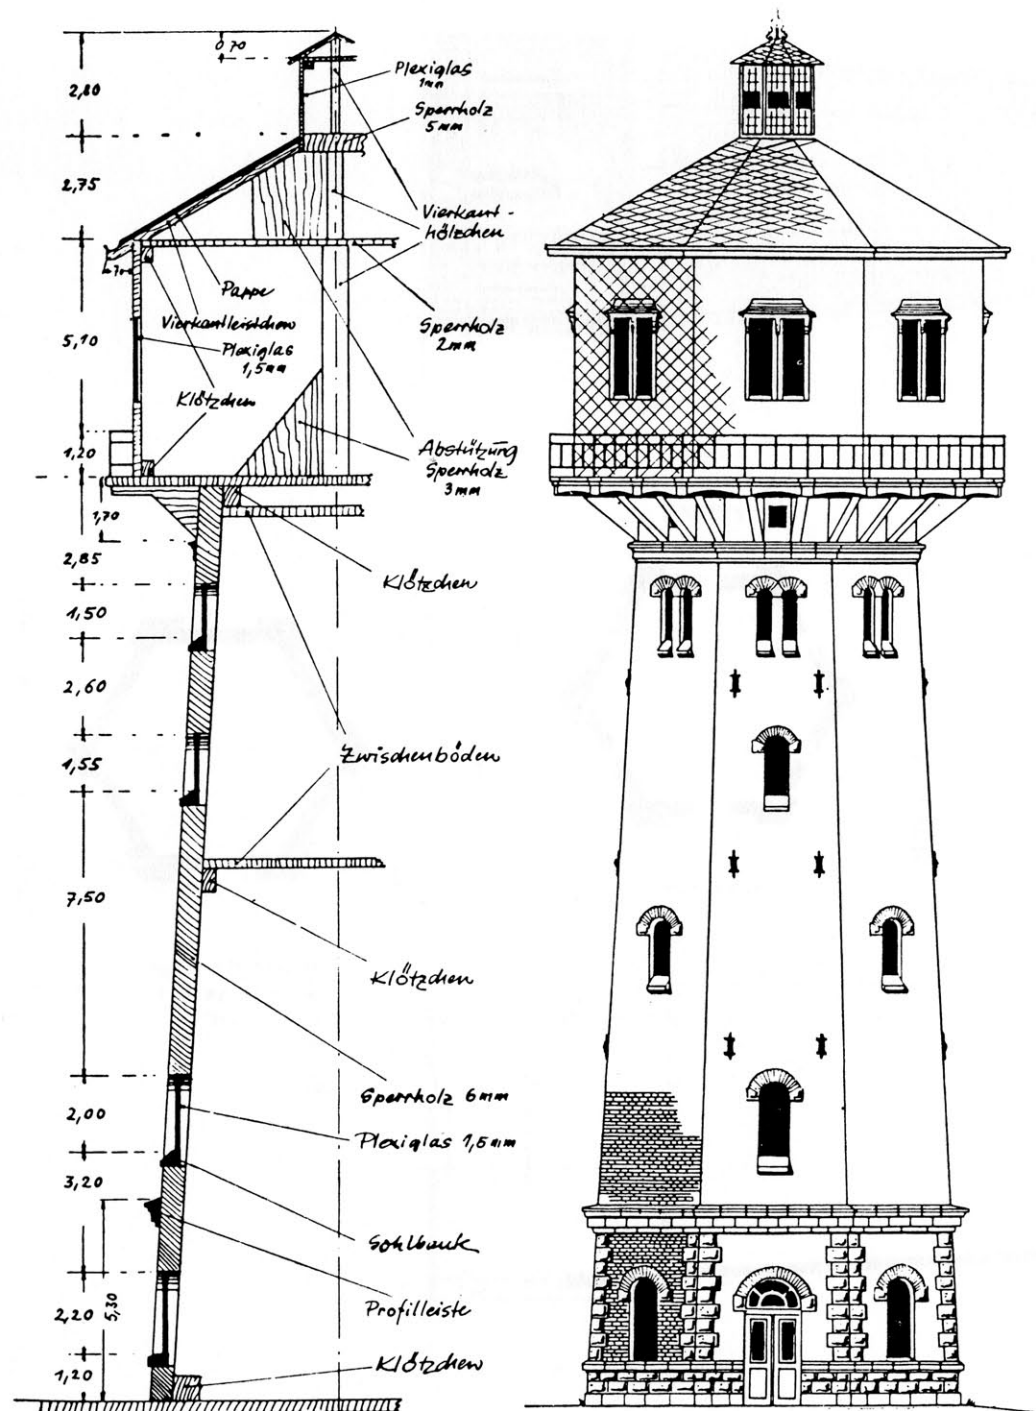 0,70
2,80
Plexiglas
1mm
Sperrholz
5mm
2,75
Vierkant-
hölzchen
70
Pappe
Vierkantleistchen
Plexiglas
1,5mm
Sperrholz
2mm
5,10
Klötzchen
Abstützung
Sperrholz
3mm
1,20
1,70
2,85
Klötzchen
1,50
2,60
Zwischenböden
1,55
7,50
Klötzchen
Sperrholz 6mm
2,00
Plexiglas 1,5mm
3,20
Sohlbank
Profilleiste
2,20
5,30
Klötzchen
1,20